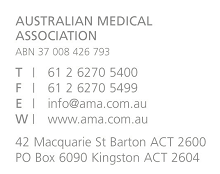 AUSTRALIAN MEDICAL
ASSOCIATION
ABN 37 008 426 793
T | 61 2 6270 5400
F | 61 2 6270 5499
E | info@ama.com.au
W | www.ama.com.au
42 Macquarie St Barton ACT 2600
PO Box 6090 Kingston ACT 2604